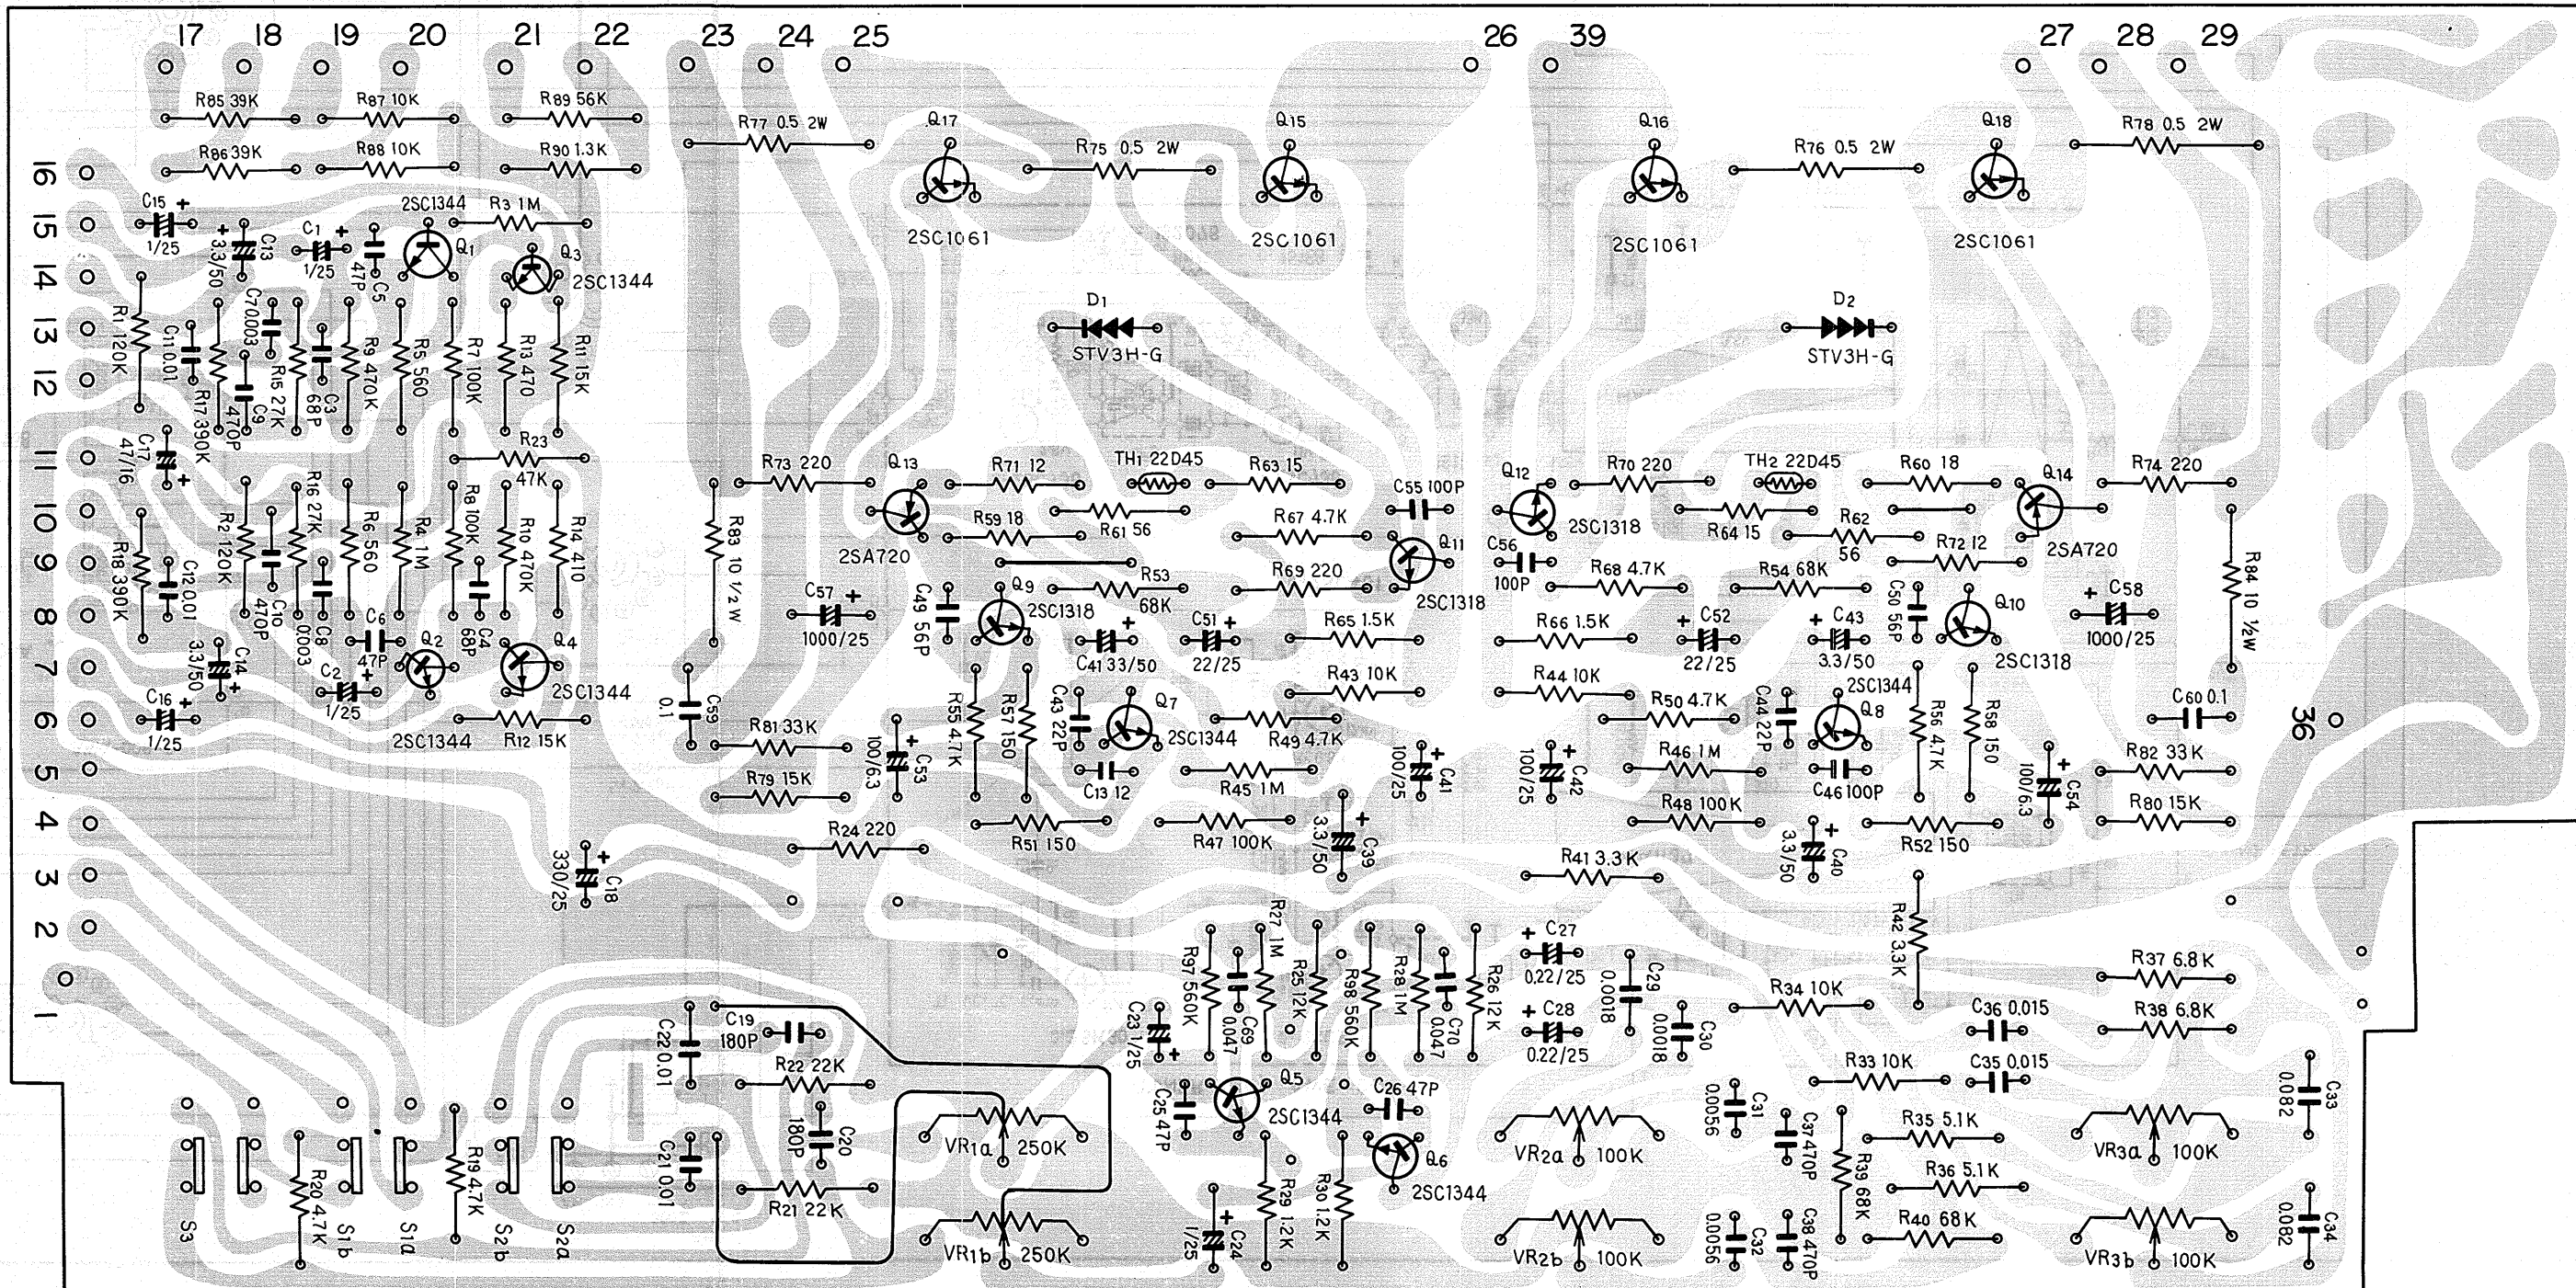 17 18 19 20 21 22 23 24 25 26 39 27 28 29
R85 39K R87 10K R89 56K
R77 0.5 2W Q17 Q15 Q16 Q18 R78 0.5 2W
R86 39K R88 10K R90 1.3K R75 0.5 2W R76 0.5 2W
16
C15 + 2SC1344 R3 1M
15 1/25 + 3.3/50 C13 C1 + 1/25 47P C5 Q1 Q3
2SC1061 2SC1061 2SC1061 2SC1061
14 2SC1344
D1 D2
13 R1 120K C11 0.01 C7 0.003 R9 470K R5 560 R7 100K R13 470 R11 15K
STV3H-G STV3H-G
12 R17 390K 470P C9 R15 27K C3 68P
C17 47/16 + R23 47K
11 R73 220 Q13 R71 12 TH1 22D45 R63 15 Q12 R70 220 TH2 22D45 R60 18 Q14 R74 220
R2 120K R16 27K R6 560 R4 1M R8 100K R10 470K R14 410
C55 100P
10 R83 10 1/2 W R59 18 R61 56 R67 4.7K 2SC1318 R64 15 R62 56
2SA720 Q11 C56 100P R72 12 2SA720
9 R18 390K C12 0.01 470P C10 0.003 C8 R53 68K R69 220 R68 4.7K R54 68K R84 10 1/2W
8 C57 + 1000/25 C49 56P Q9 2SC1318 2SC1318 C50 56P Q10 + C58 1000/25
3.3/50 C14 + C6 47P Q2 68P C4 Q4
C41 33/50 + C51 22/25 + R65 1.5K R66 1.5K + C52 22/25 + C43 3.3/50 2SC1318
7 C2 + 1/25 2SC1344 R43 10K R44 10K 2SC1344
C16 + 1/25 2SC1344 R12 15K
6 C59 0.1 R81 33K R55 4.7K R57 150 C43 22P Q7 2SC1344 R49 4.7K R50 4.7K C44 22P Q8 R56 4.7K R58 150 C60 0.1 36
5 R79 15K 100/6.3 + C53 C13 12 R45 1M 100/25 + C41 100/25 + C42 R46 1M C46 100P 100/6.3 + C54 R82 33K
4 R24 220 R51 150 R47 100K 3.3/50 + C39 R48 100K 3.3/50 + C40 R52 150 R80 15K
3 330/25 + C18 R41 3.3K
2 R42 3.3K
R97 560K R27 1M R25 12K R98 560K R28 1M R26 12K + C27 0.22/25 C29 0.0018 R37 6.8K
1 C22 0.01 C19 180P C23 1/25 + C69 0.047 C70 0.047 + C28 0.22/25 C30 0.0018 R34 10K C36 0.015 R38 6.8K
R22 22K Q5 R33 10K C35 0.015
C25 47P 2SC1344 C26 47P 0.0056 C31 0.082 C33
VR1a 250K VR2a 100K C37 470P R35 5.1K VR3a 100K
180P C20 C21 0.01 Q6 R39 68K R36 5.1K
R21 22K 2SC1344
S3 R20 4.7K S1b S1a R19 4.7K S2b S2a
VR1b 250K 1/25 + C24 R29 1.2K R30 1.2K VR2b 100K 0.0056 C32 C38 470P R40 68K VR3b 100K 0.082 C34